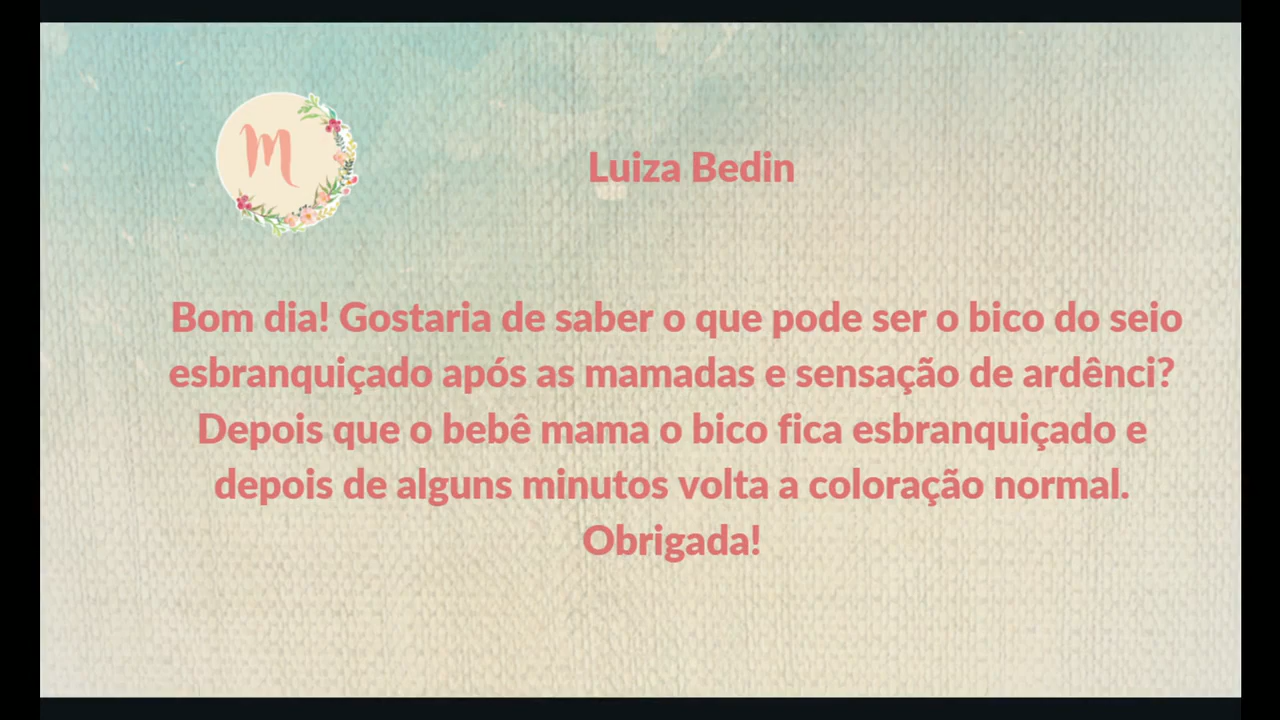 M
Luiza Bedin
Bom dia! Gostaria de saber o que pode ser o bico do seio
esbranquiçado após as mamadas e sensação de ardênci?
Depois que o bebê mama o bico fica esbranquiçado e
depois de alguns minutos volta a coloração normal.
Obrigada!